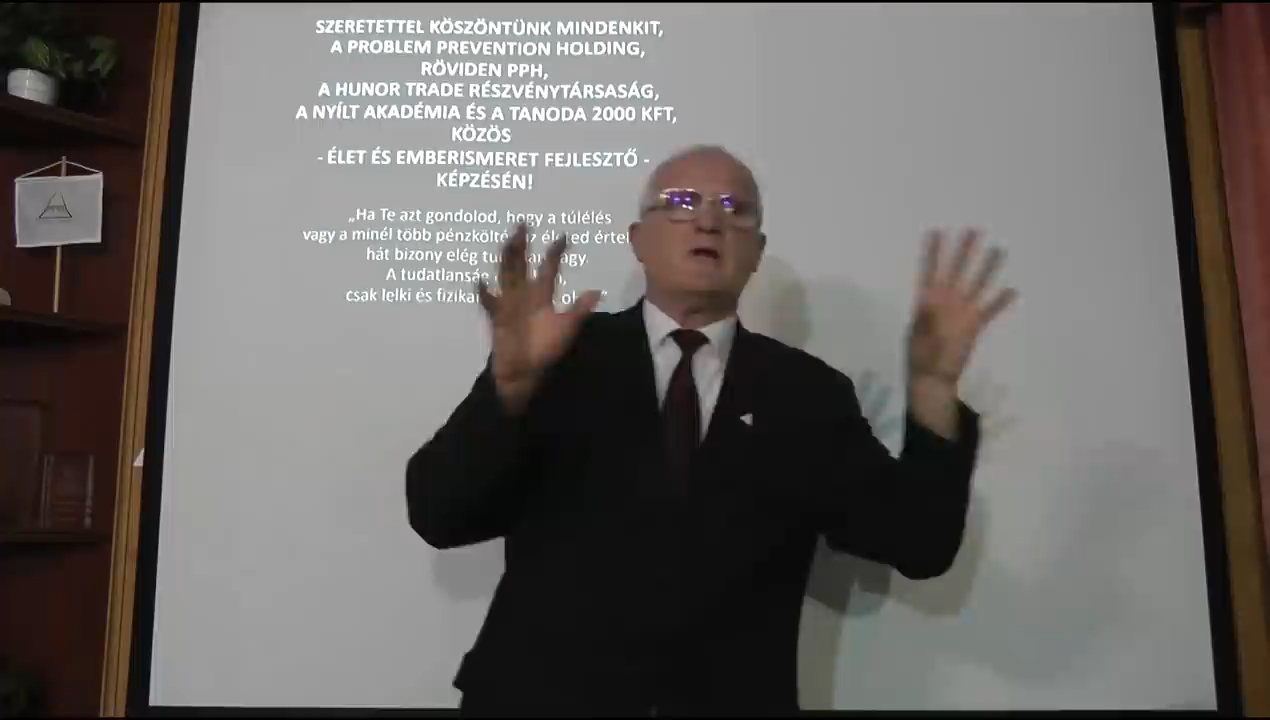 SZERETETTEL KÖSZÖNTÜNK MINDENKIT,
A PROBLEM PREVENTION HOLDING,
RÖVIDEN PPH,
A HUNOR TRADE RÉSZVÉNYTÁRSASÁG,
A NYÍLT AKADÉMIA ÉS A TANODA 2000 KFT,
KÖZÖS
- ÉLET ÉS EMBERISMERET FEJLESZTŐ -
KÉPZÉSÉN!
„Ha Te azt gondolod, hogy a túlélés
vagy a minél több
hát bizony elég
A tudatlanság
csak lelki és